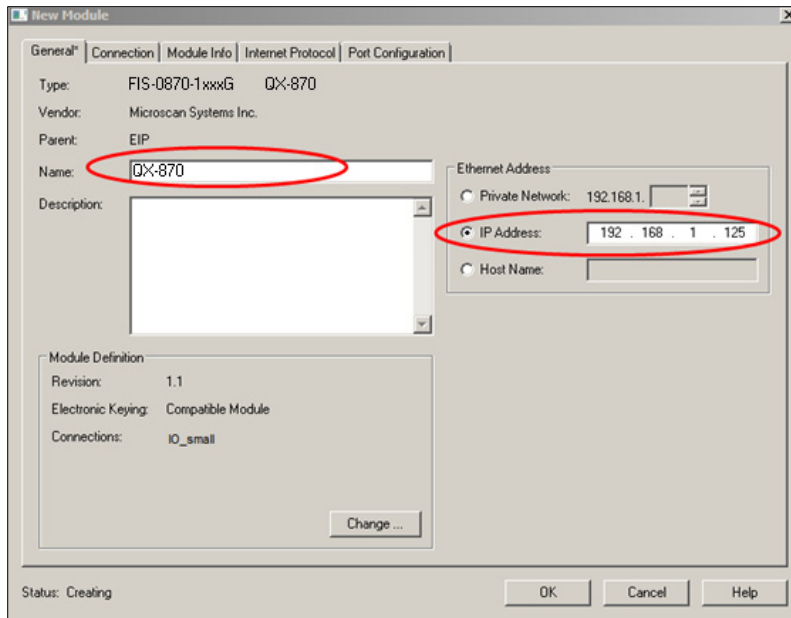 New Module
General* Connection Module Info Internet Protocol Port Configuration
Type: FIS-0870-1xxxG QX-870
Vendor: Microscan Systems Inc.
Parent: EIP
Name: QX-870
Description:
Ethernet Address
Private Network: 192.168.1.
IP Address: 192 . 168 . 1 . 125
Host Name:
Module Definition
Revision: 1.1
Electronic Keying: Compatible Module
Connections: IO_small
Change ...
Status: Creating
OK Cancel Help